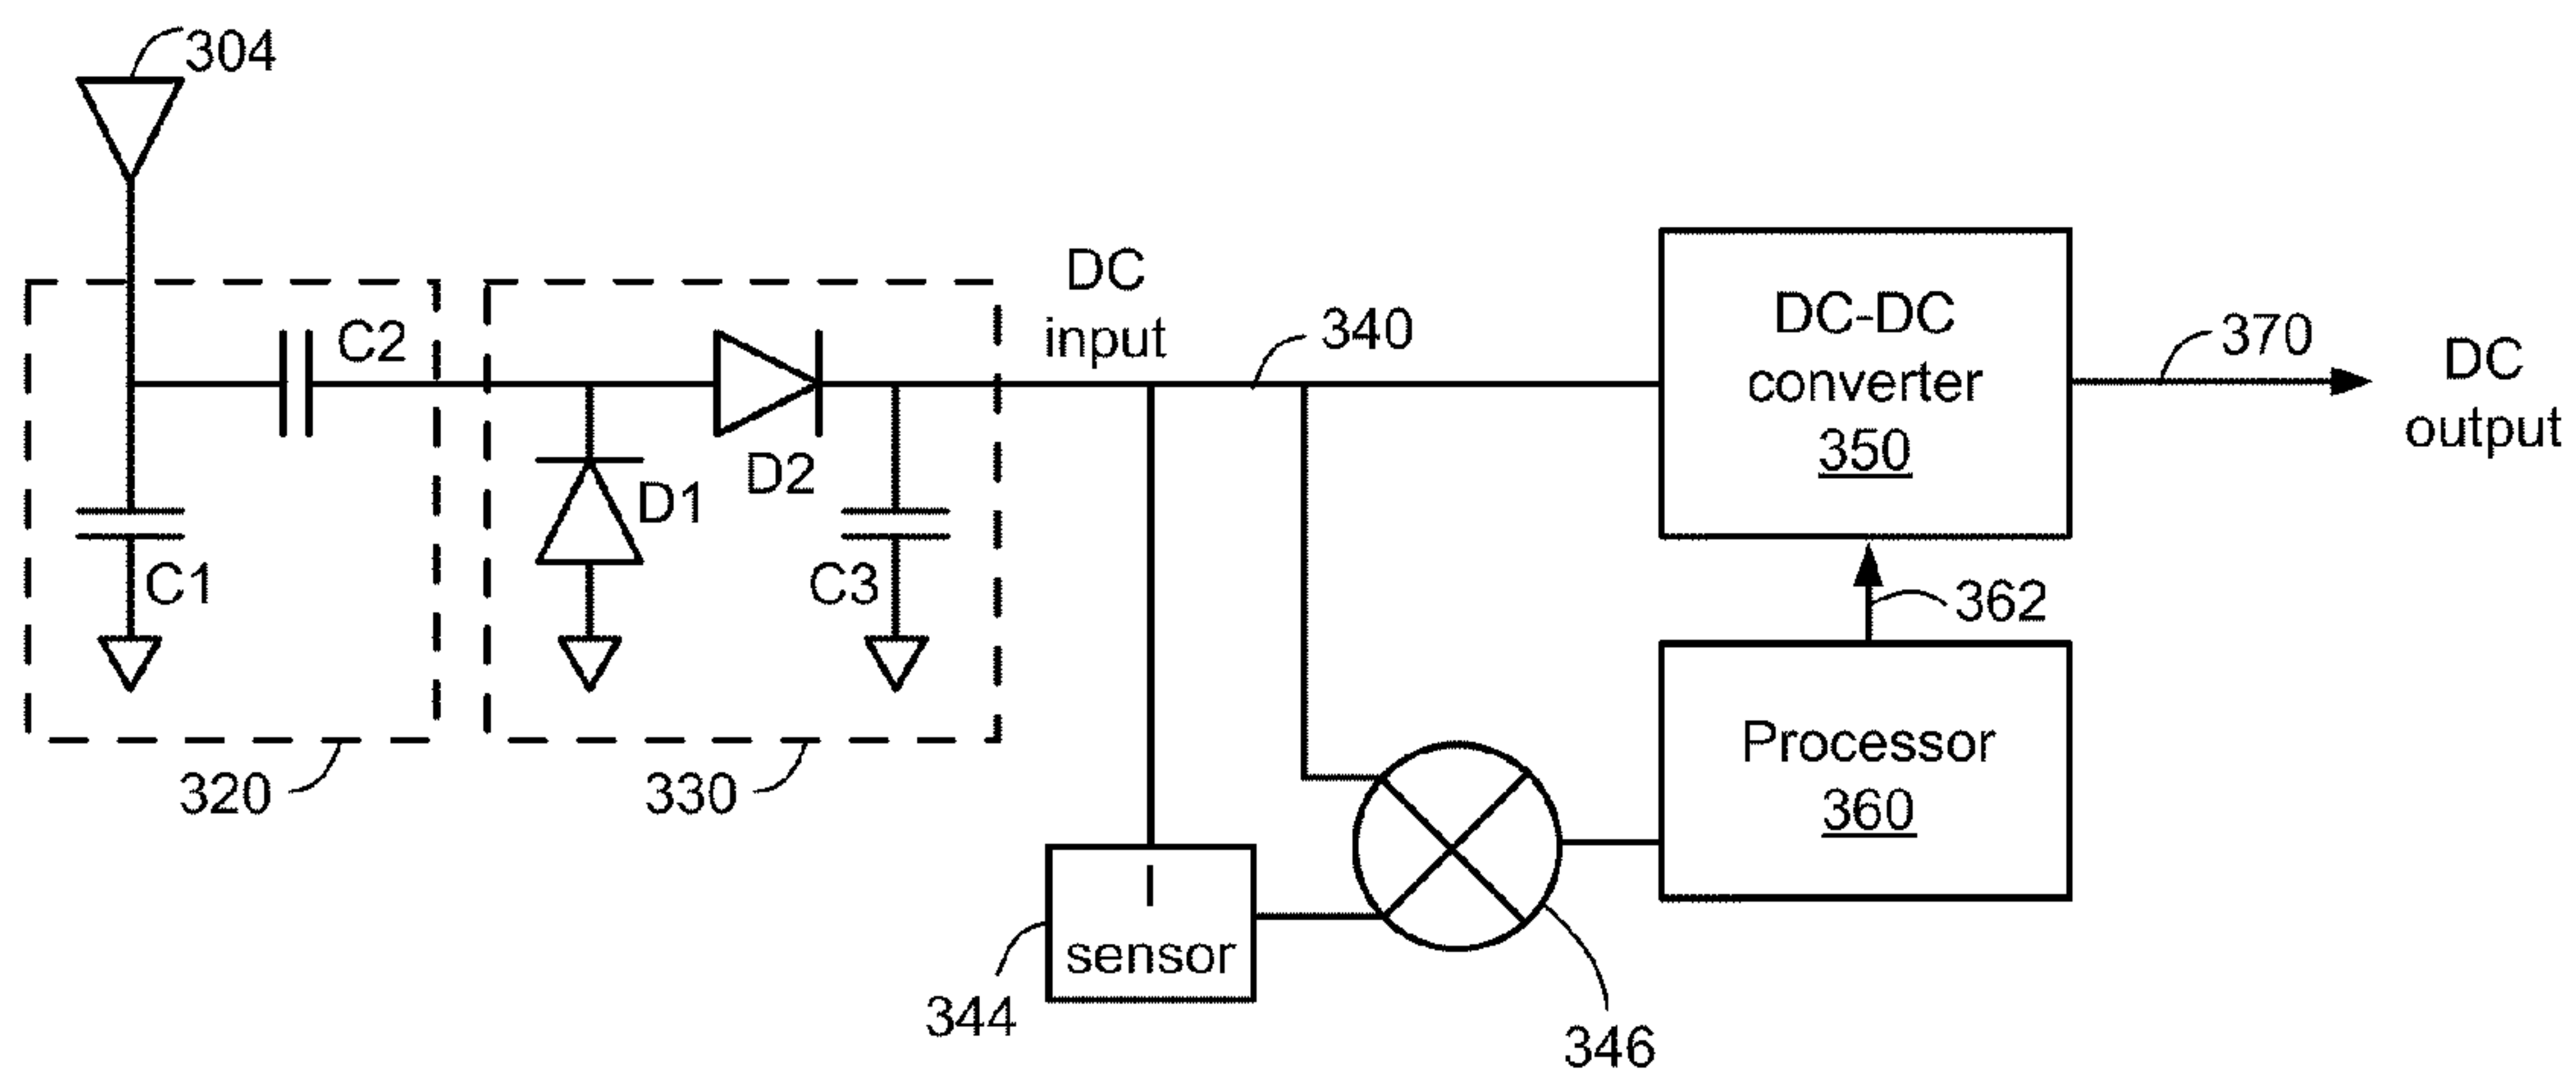 304
DC
input
340
DC-DC
converter
350
370
DC
output
C2
D2
D1
C1
C3
362
320
330
Processor
360
I
sensor
344
346